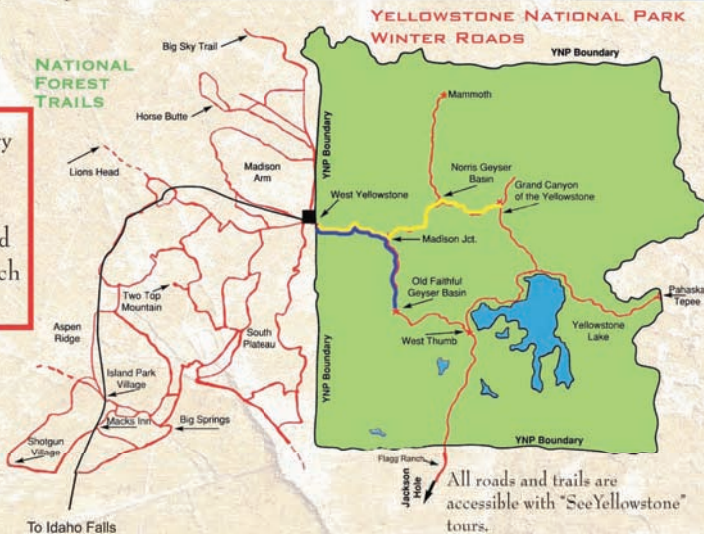 YELLOWSTONE NATIONAL PARK
WINTER ROADS
NATIONAL
FOREST
TRAILS
Big Sky Trail
Horse Butte
Lions Head
Madison
Arm
YNP Boundary
YNP Boundary
West Yellowstone
Mammoth
Norris Geyser
Basin
Grand Canyon
of the Yellowstone
Madison Jct.
Old Faithful
Geyser Basin
West Thumb
Yellowstone
Lake
Pahaska
Tepee
Two Top
Mountain
Aspen
Ridge
South
Plateau
YNP Boundary
Island Park
Village
Macks Inn
Big Springs
Shotgun
Village
YNP Boundary
Flagg Ranch
Jackson
Hole
All roads and trails are
accessible with "See Yellowstone"
tours.
To Idaho Falls